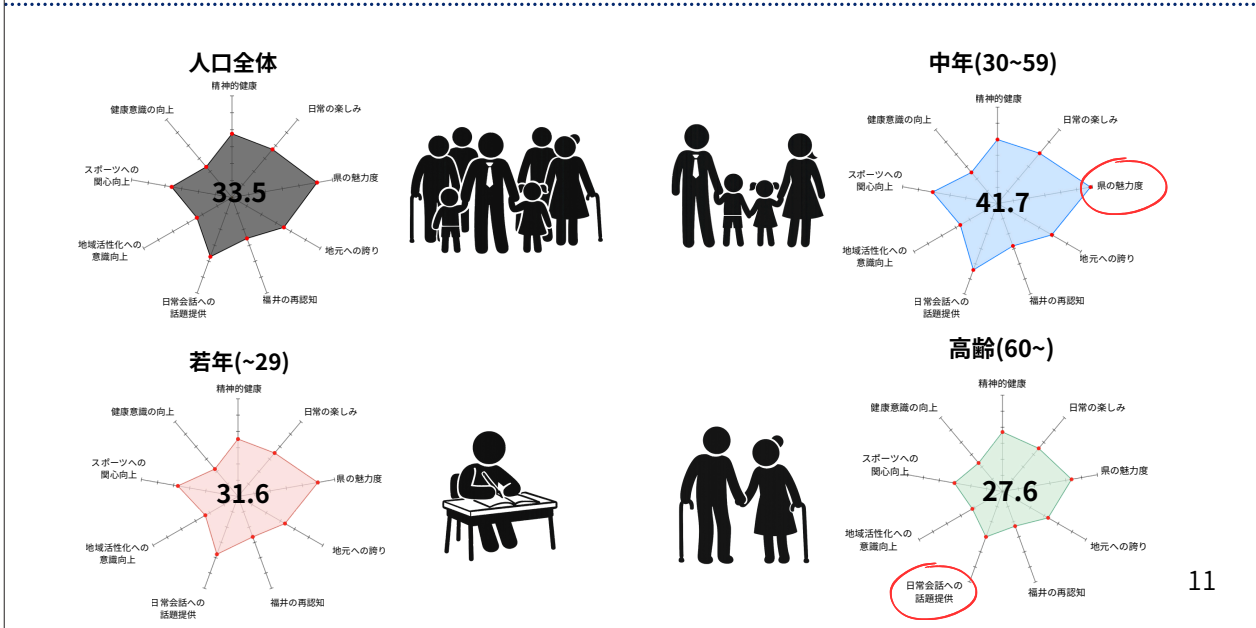 人口全体
精神的健康
日常の楽しみ
県の魅力度
地元への誇り
福井の再認知
日常会話への
話題提供
地域活性化への
意識向上
スポーツへの
関心向上
健康意識の向上
33.5
中年(30~59)
精神的健康
日常の楽しみ
県の魅力度
地元への誇り
福井の再認知
日常会話への
話題提供
地域活性化への
意識向上
スポーツへの
関心向上
健康意識の向上
41.7
若年(~29)
精神的健康
日常の楽しみ
県の魅力度
地元への誇り
福井の再認知
日常会話への
話題提供
地域活性化への
意識向上
スポーツへの
関心向上
健康意識の向上
31.6
高齢(60~)
精神的健康
日常の楽しみ
県の魅力度
地元への誇り
福井の再認知
日常会話への
話題提供
地域活性化への
意識向上
スポーツへの
関心向上
健康意識の向上
27.6
11